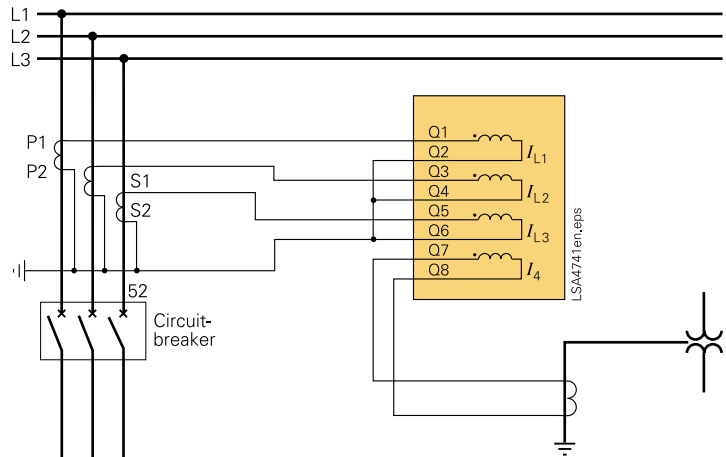 L1
L2
L3
P1
P2
S1
S2
52
Circuit-
breaker
Q1
Q2
Q3
Q4
Q5
Q6
Q7
Q8
IL1
IL2
IL3
I4
LSA4741en.eps